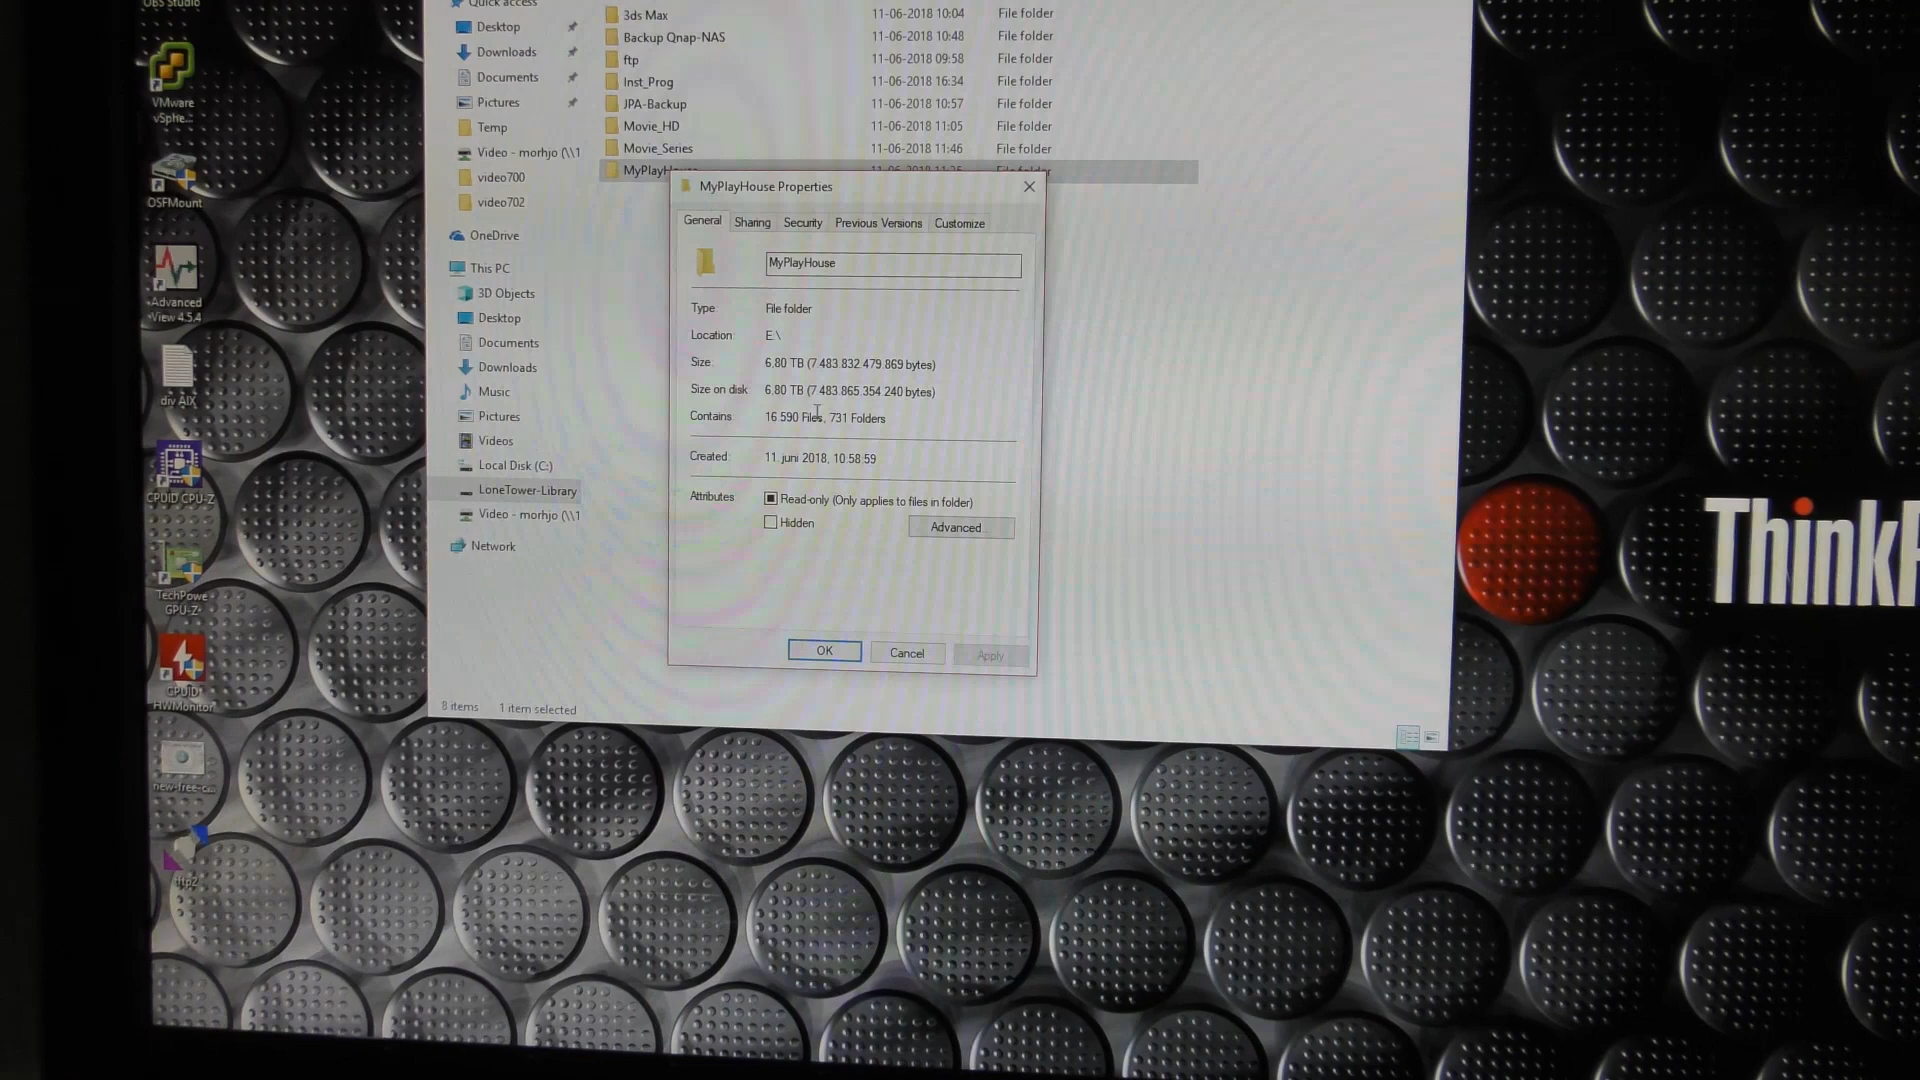 OBS Studio
VMware
vSphe...
OSFMount
Advanced
View 4.5.4
div AIX
CPUID CPU-Z
TechPowe
GPU-Z
CPUID
HWMonitor
tftp2
Quick access
Desktop
Downloads
Documents
Pictures
Temp
Video - morhjo (\\1
video700
video702
OneDrive
This PC
3D Objects
Desktop
Documents
Downloads
Music
Pictures
Videos
Local Disk (C:)
LoneTower-Library
Video - morhjo (\\1
Network
3ds Max 11-06-2018 10:04 File folder
Backup Qnap-NAS 11-06-2018 10:48 File folder
ftp 11-06-2018 09:58 File folder
Inst_Prog 11-06-2018 16:34 File folder
JPA-Backup 11-06-2018 10:57 File folder
Movie_HD 11-06-2018 11:05 File folder
Movie_Series 11-06-2018 11:46 File folder
MyPlayHouse
MyPlayHouse Properties
General Sharing Security Previous Versions Customize
MyPlayHouse
Type: File folder
Location: E:\
Size: 6,80 TB (7.483.832.479.869 bytes)
Size on disk: 6,80 TB (7.483.865.354.240 bytes)
Contains: 16.590 Files, 731 Folders
Created: 11. juni 2018, 10:58:59
Attributes: Read-only (Only applies to files in folder)
Hidden
Advanced...
OK Cancel Apply
8 items 1 item selected
ThinkP